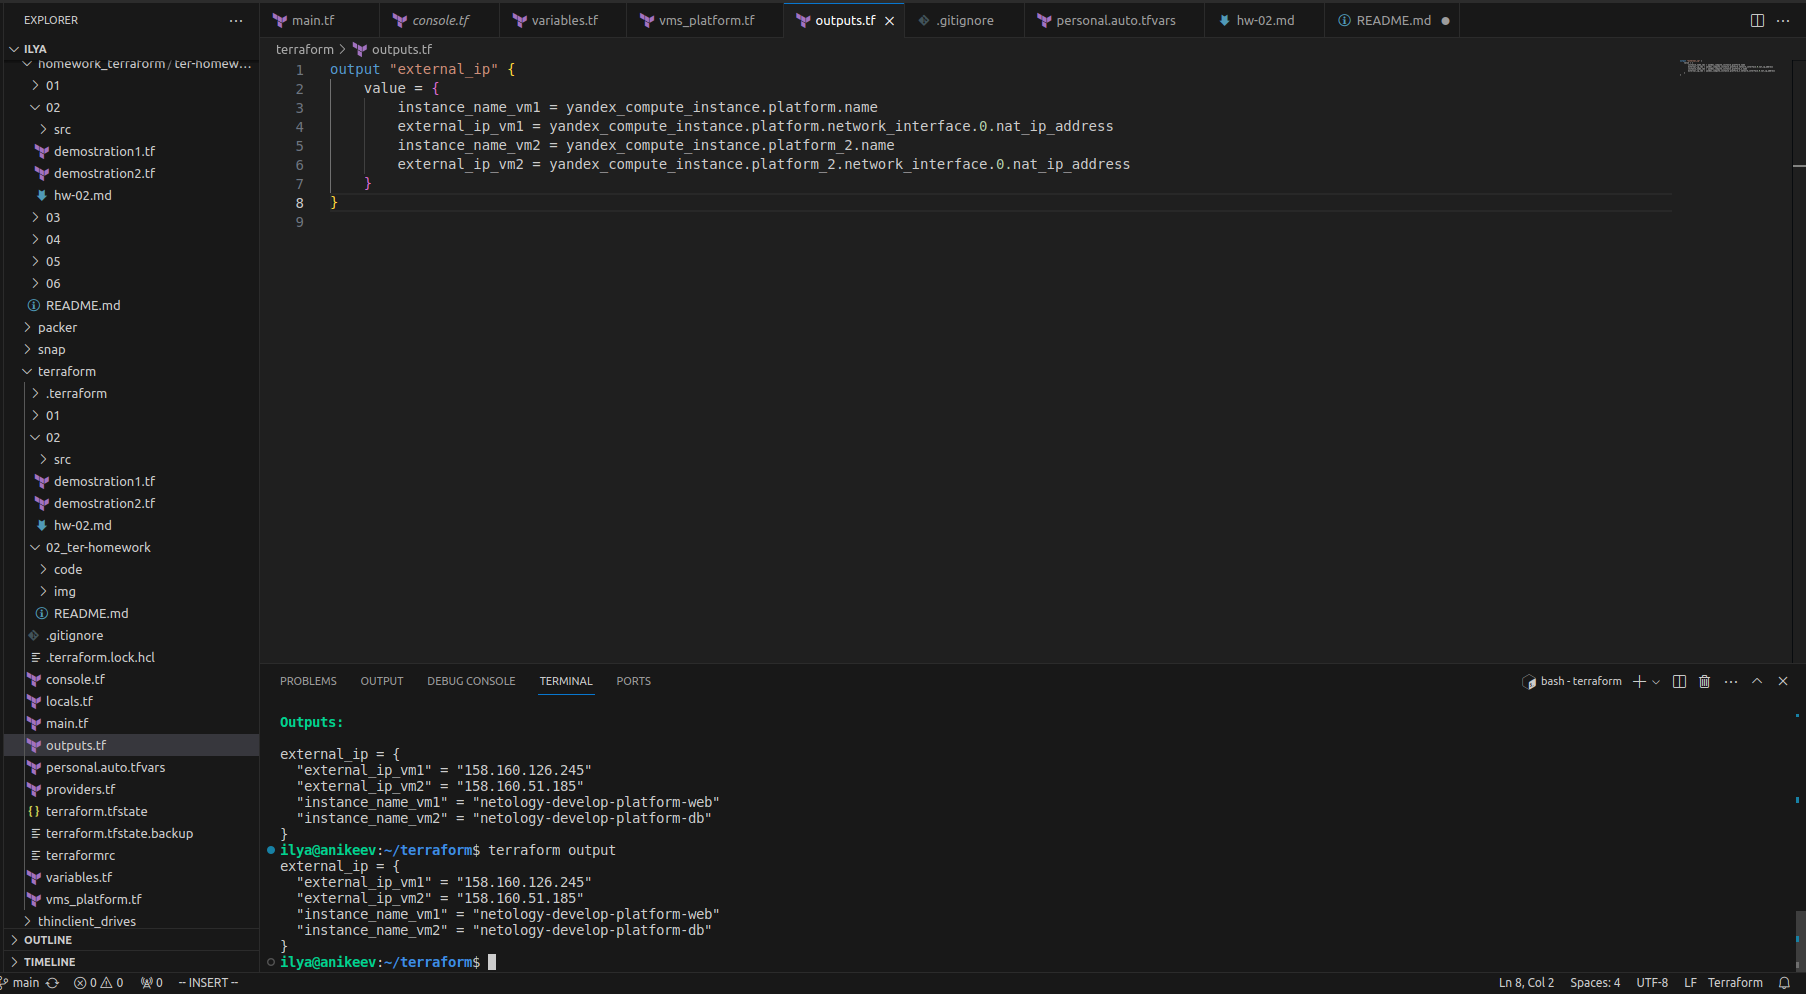 EXPLORER
ILYA
homework_terraform / ter-homew...
01
02
src
demostration1.tf
demostration2.tf
hw-02.md
03
04
05
06
README.md
packer
snap
terraform
.terraform
01
02
src
demostration1.tf
demostration2.tf
hw-02.md
02_ter-homework
code
img
README.md
.gitignore
.terraform.lock.hcl
console.tf
locals.tf
main.tf
outputs.tf
personal.auto.tfvars
providers.tf
terraform.tfstate
terraform.tfstate.backup
terraformrc
variables.tf
vms_platform.tf
thinclient_drives
OUTLINE
TIMELINE
main.tf console.tf variables.tf vms_platform.tf outputs.tf .gitignore personal.auto.tfvars hw-02.md README.md
terraform > outputs.tf
1 output "external_ip" {
2 value = {
3 instance_name_vm1 = yandex_compute_instance.platform.name
4 external_ip_vm1 = yandex_compute_instance.platform.network_interface.0.nat_ip_address
5 instance_name_vm2 = yandex_compute_instance.platform_2.name
6 external_ip_vm2 = yandex_compute_instance.platform_2.network_interface.0.nat_ip_address
7 }
8 }
9
PROBLEMS OUTPUT DEBUG CONSOLE TERMINAL PORTS
bash - terraform
Outputs:
external_ip = {
"external_ip_vm1" = "158.160.126.245"
"external_ip_vm2" = "158.160.51.185"
"instance_name_vm1" = "netology-develop-platform-web"
"instance_name_vm2" = "netology-develop-platform-db"
}
ilya@anikeev:~/terraform$ terraform output
external_ip = {
"external_ip_vm1" = "158.160.126.245"
"external_ip_vm2" = "158.160.51.185"
"instance_name_vm1" = "netology-develop-platform-web"
"instance_name_vm2" = "netology-develop-platform-db"
}
ilya@anikeev:~/terraform$
main 0 0 0 -- INSERT -- Ln 8, Col 2 Spaces: 4 UTF-8 LF Terraform